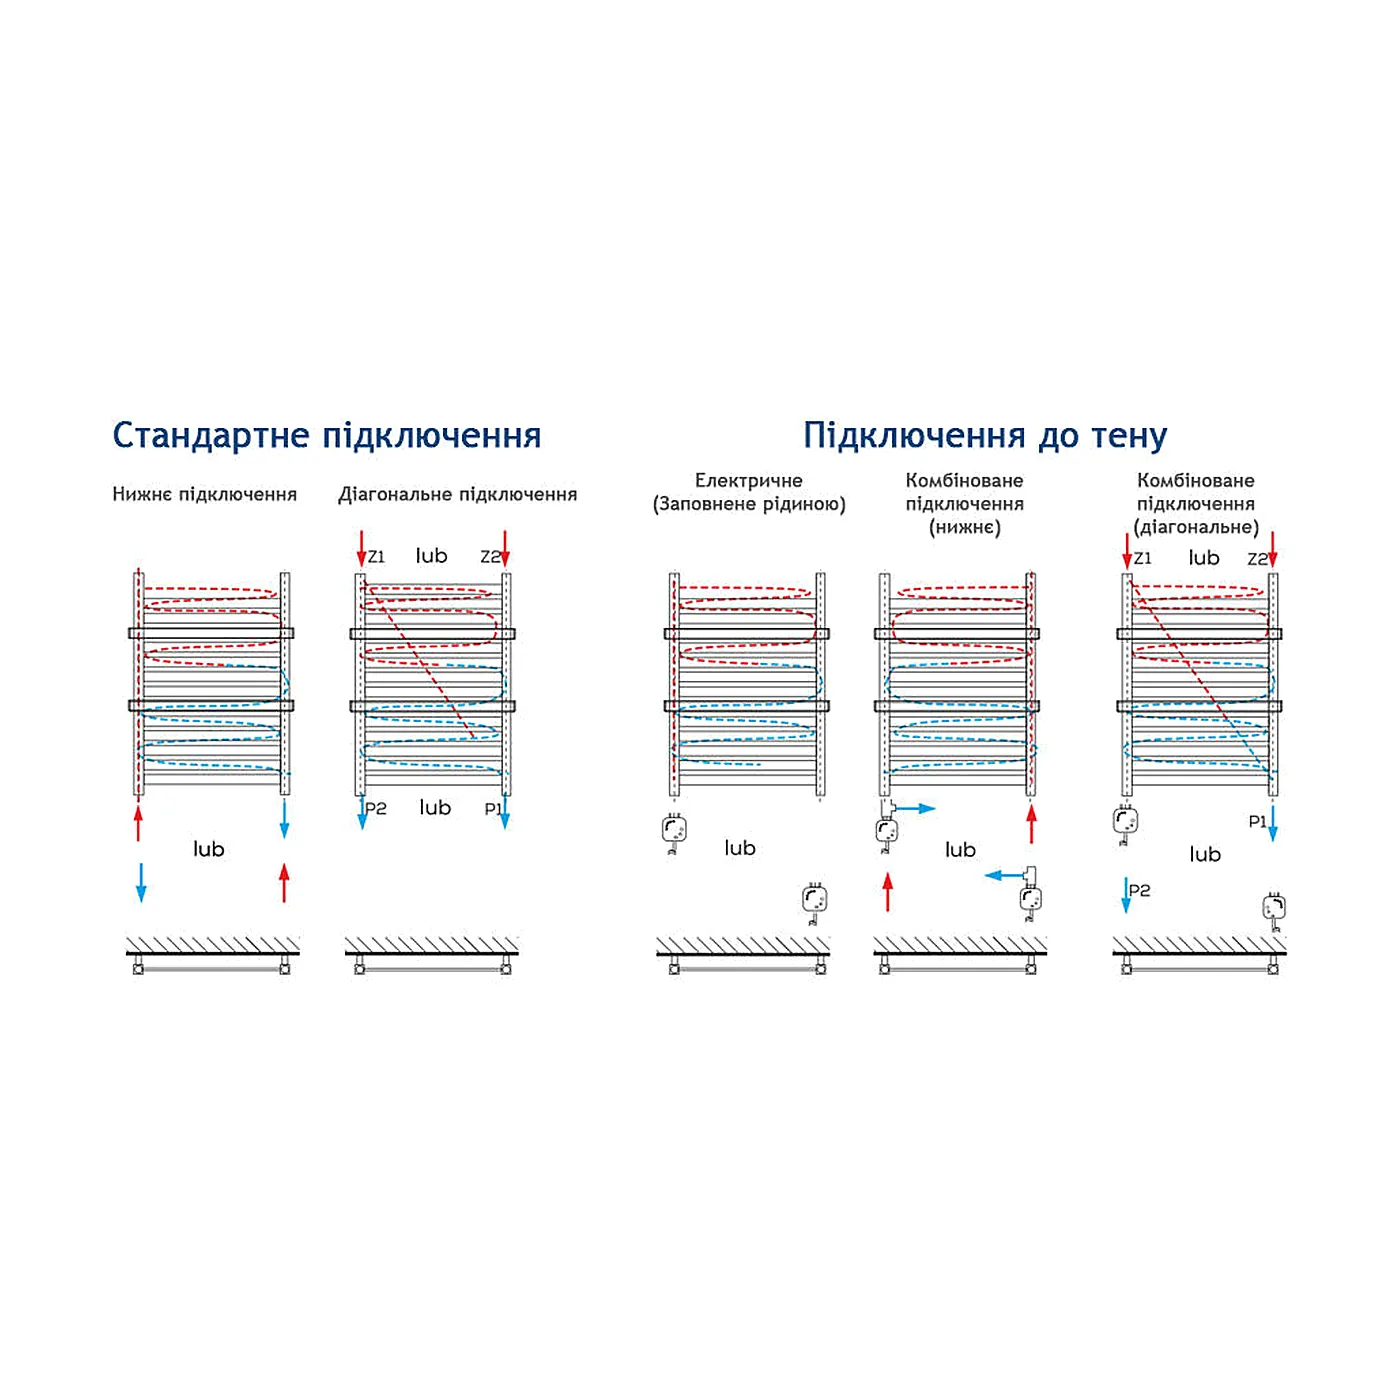 Стандартне підключення
Нижнє підключення
Діагональне підключення
Z1 lub Z2
P2 lub P1
lub
Підключення до тену
Електричне
(Заповнене рідиною)
lub
Комбіноване
підключення
(нижнє)
lub
Комбіноване
підключення
(діагональне)
Z1 lub Z2
P1
lub
P2